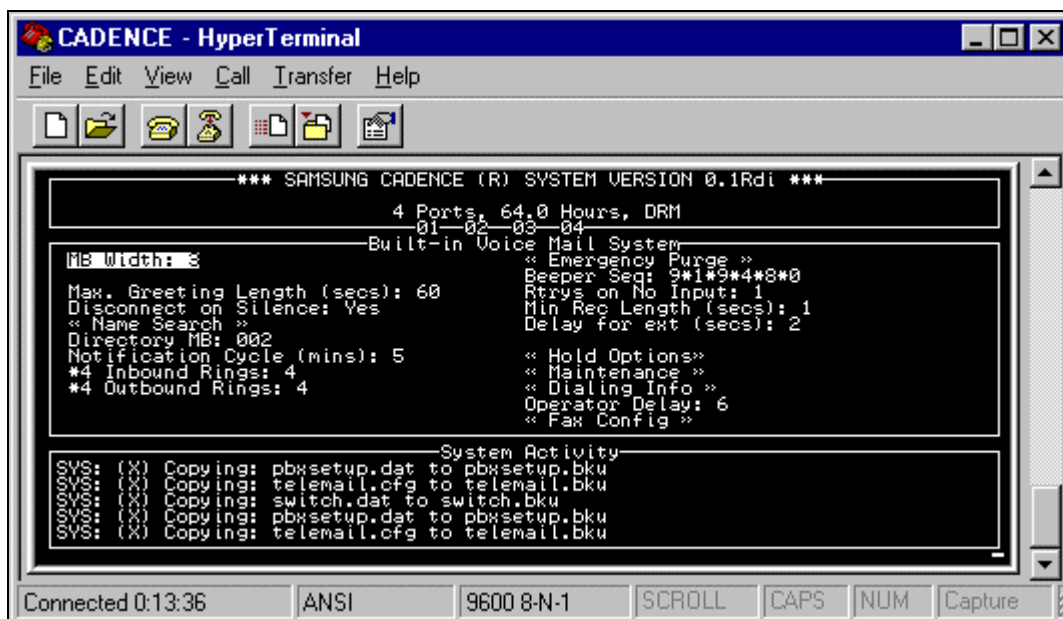 CADENCE - HyperTerminal
File Edit View Call Transfer Help
*** SAMSUNG CADENCE (R) SYSTEM VERSION 0.1Rdi ***
4 Ports, 64.0 Hours, DRM
01 02 03 04
Built-in Voice Mail System
MB Width: 3
« Emergency Purge »
Beeper Seq: 9*1*9*4*8*0
Max. Greeting Length (secs): 60
Rtrys on No Input: 1
Disconnect on Silence: Yes
Min Rec Length (secs): 1
« Name Search »
Delay for ext (secs): 2
Directory MB: 002
Notification Cycle (mins): 5
« Hold Options»
*4 Inbound Rings: 4
« Maintenance »
*4 Outbound Rings: 4
« Dialing Info »
Operator Delay: 6
« Fax Config »
System Activity
SYS: (X) Copying: pbxsetup.dat to pbxsetup.bku
SYS: (X) Copying: telemail.cfg to telemail.bku
SYS: (X) Copying: switch.dat to switch.bku
SYS: (X) Copying: pbxsetup.dat to pbxsetup.bku
SYS: (X) Copying: telemail.cfg to telemail.bku
Connected 0:13:36 ANSI 9600 8-N-1 SCROLL CAPS NUM Capture